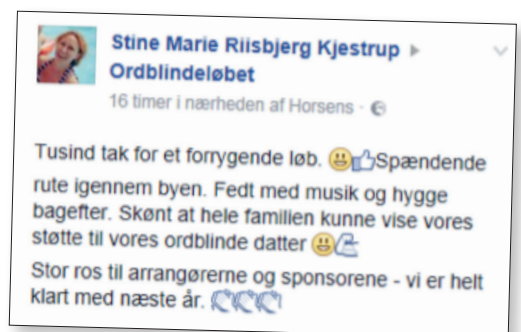 Stine Marie Riisbjerg Kjestrup ▶
Ordblindeløbet
16 timer i nærheden af Horsens ·
Tusind tak for et forrygende løb. 😃👍Spændende
rute igennem byen. Fedt med musik og hygge
bagefter. Skønt at hele familien kunne vise vores
støtte til vores ordblinde datter 😃
Stor ros til arrangørerne og sponsorene - vi er helt
klart med næste år.